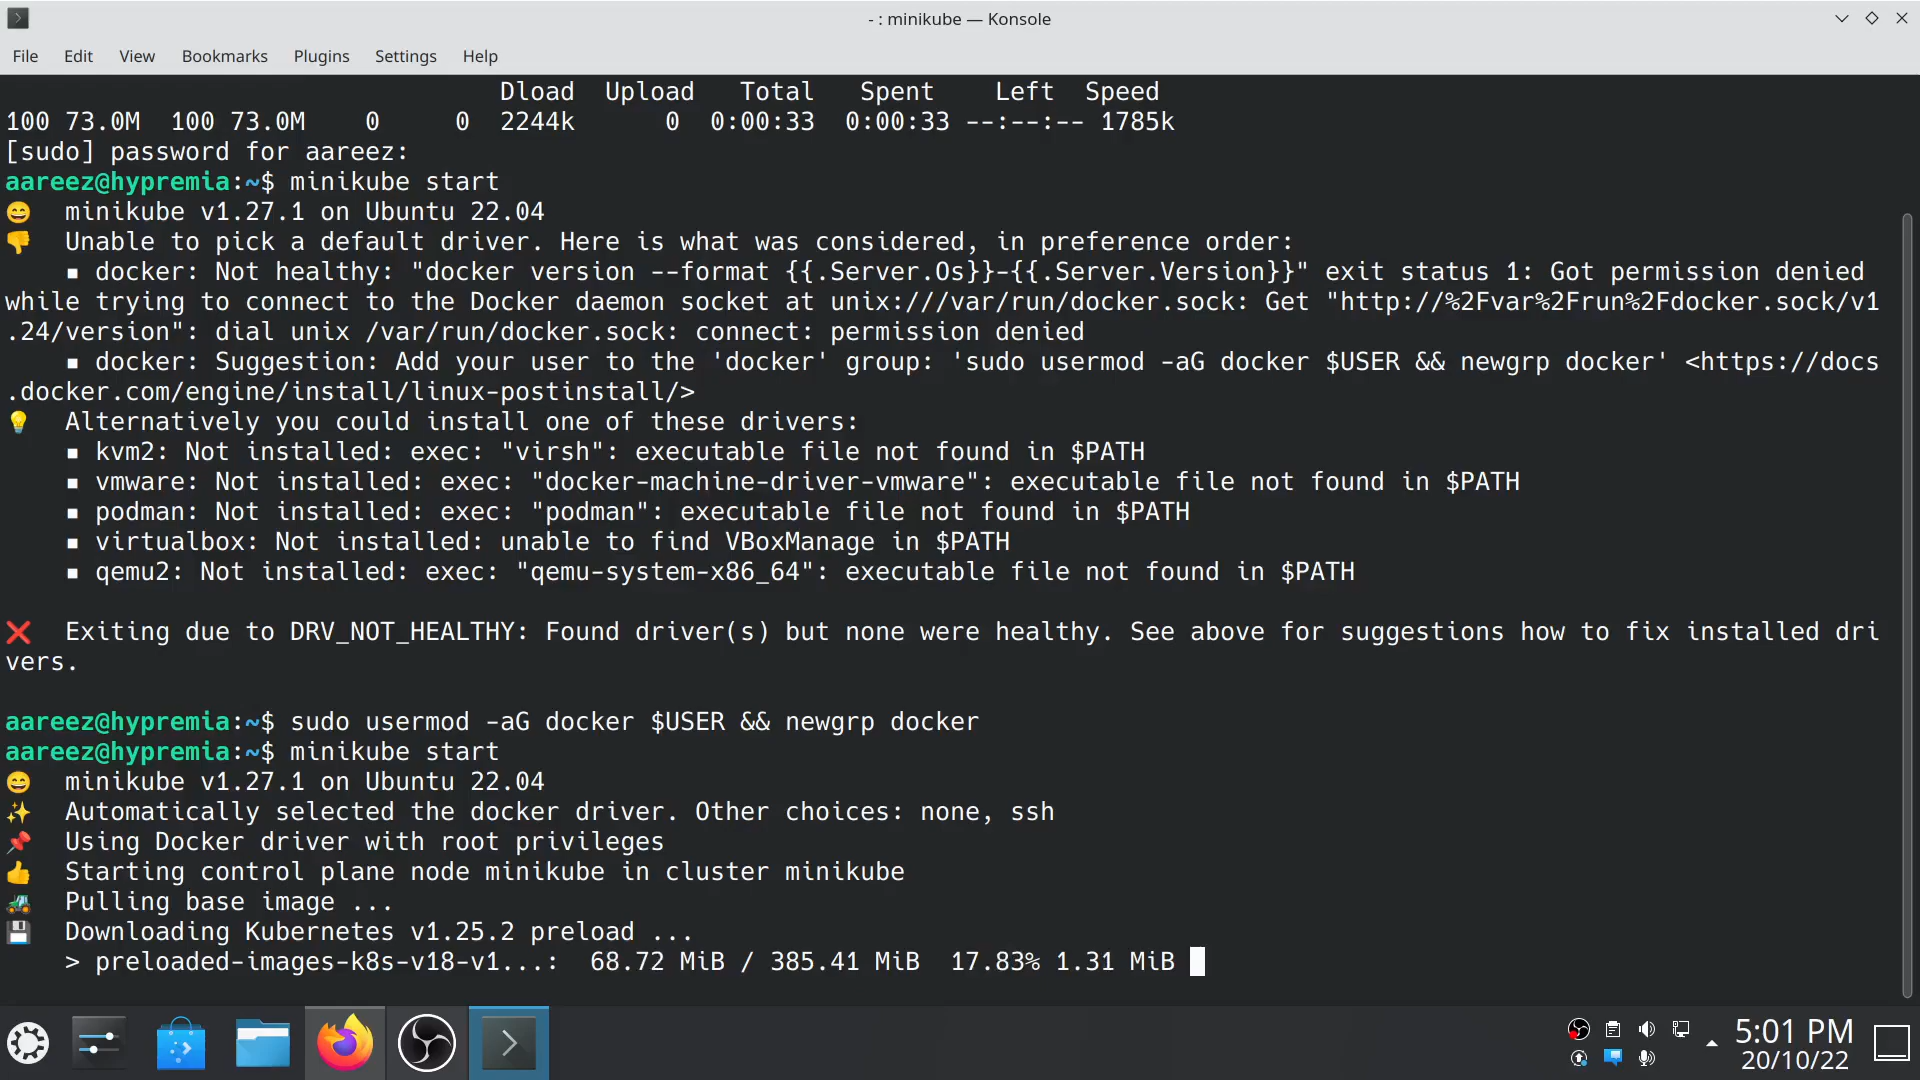 - : minikube — Konsole
File Edit View Bookmarks Plugins Settings Help
Dload Upload Total Spent Left Speed
100 73.0M 100 73.0M 0 0 2244k 0 0:00:33 0:00:33 --:--:-- 1785k
[sudo] password for aareez:
aareez@hypremia:~$ minikube start
minikube v1.27.1 on Ubuntu 22.04
Unable to pick a default driver. Here is what was considered, in preference order:
▪ docker: Not healthy: "docker version --format {{.Server.Os}}-{{.Server.Version}}" exit status 1: Got permission denied
while trying to connect to the Docker daemon socket at unix:///var/run/docker.sock: Get "http://%2Fvar%2Frun%2Fdocker.sock/v1
.24/version": dial unix /var/run/docker.sock: connect: permission denied
▪ docker: Suggestion: Add your user to the 'docker' group: 'sudo usermod -aG docker $USER && newgrp docker' <https://docs
.docker.com/engine/install/linux-postinstall/>
Alternatively you could install one of these drivers:
▪ kvm2: Not installed: exec: "virsh": executable file not found in $PATH
▪ vmware: Not installed: exec: "docker-machine-driver-vmware": executable file not found in $PATH
▪ podman: Not installed: exec: "podman": executable file not found in $PATH
▪ virtualbox: Not installed: unable to find VBoxManage in $PATH
▪ qemu2: Not installed: exec: "qemu-system-x86_64": executable file not found in $PATH
Exiting due to DRV_NOT_HEALTHY: Found driver(s) but none were healthy. See above for suggestions how to fix installed dri
vers.
aareez@hypremia:~$ sudo usermod -aG docker $USER && newgrp docker
aareez@hypremia:~$ minikube start
minikube v1.27.1 on Ubuntu 22.04
Automatically selected the docker driver. Other choices: none, ssh
Using Docker driver with root privileges
Starting control plane node minikube in cluster minikube
Pulling base image ...
Downloading Kubernetes v1.25.2 preload ...
> preloaded-images-k8s-v18-v1...: 68.72 MiB / 385.41 MiB 17.83% 1.31 MiB
5:01 PM
20/10/22